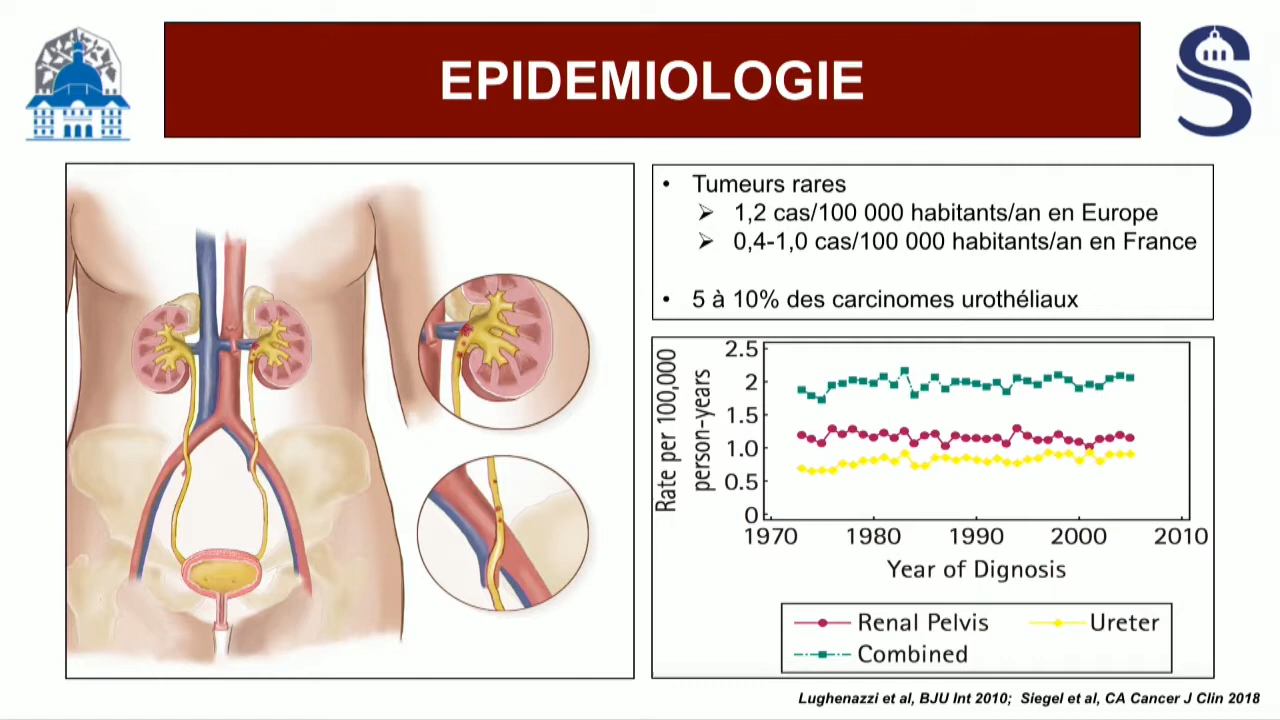 EPIDEMIOLOGIE
• Tumeurs rares
➢ 1,2 cas/100 000 habitants/an en Europe
➢ 0,4-1,0 cas/100 000 habitants/an en France
• 5 à 10% des carcinomes urothéliaux
Rate per 100,000
person-years
2.5
2
1.5
1.0
0.5
0
1970 1980 1990 2000 2010
Year of Dignosis
Renal Pelvis Ureter
Combined
Lughenazzi et al, BJU Int 2010; Siegel et al, CA Cancer J Clin 2018